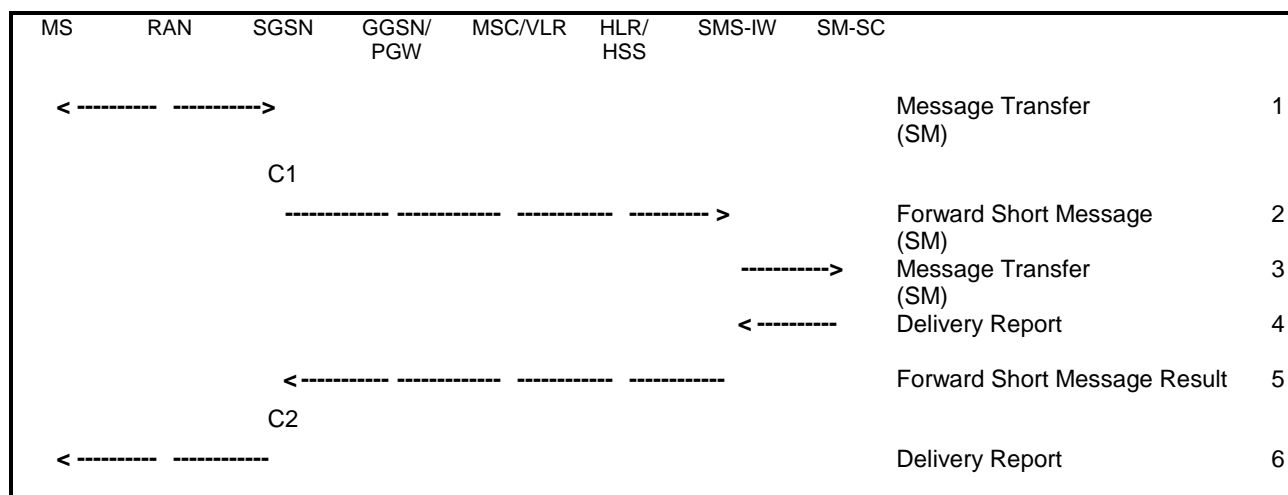 MS RAN SGSN GGSN/ MSC/VLR HLR/ SMS-IW SM-SC
PGW HSS
< ---------- -----------> Message Transfer 1
(SM)
C1
------------- ------------- ------------ ---------- > Forward Short Message 2
(SM)
-----------> Message Transfer 3
(SM)
< ---------- Delivery Report 4
< ----------- ------------- ------------ ------------ Forward Short Message Result 5
C2
< ---------- ------------ Delivery Report 6